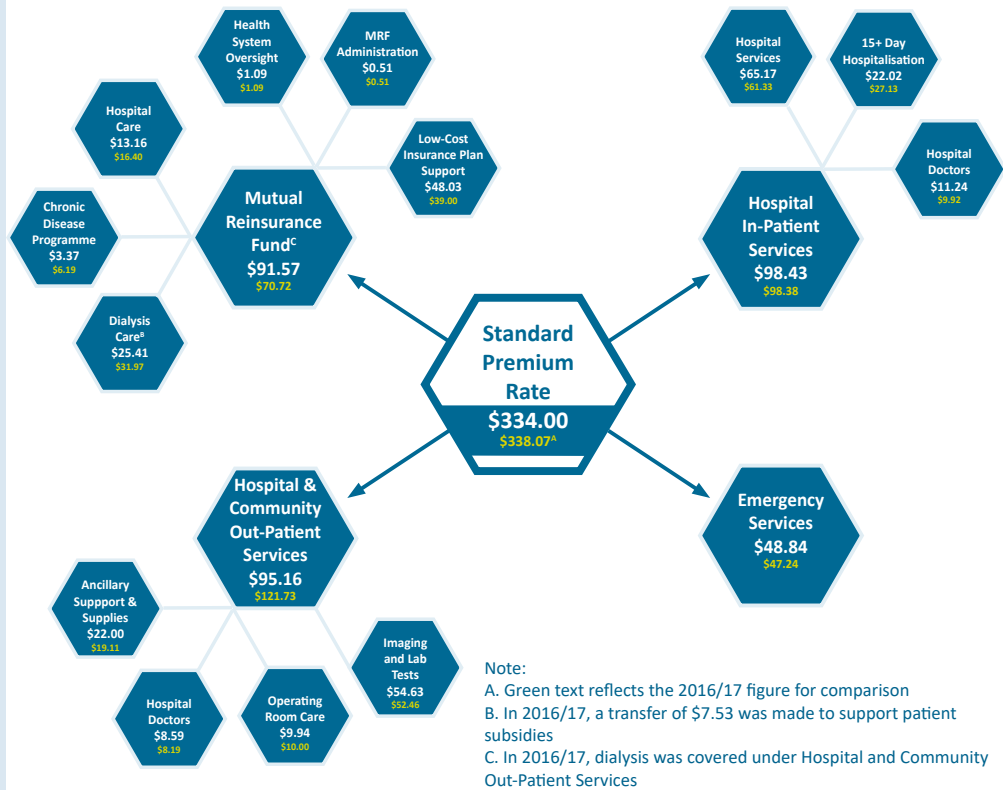 Health
System
Oversight
$1.09
$1.09
MRF
Administration
$0.51
$0.51
Hospital
Care
$13.16
$16.40
Low-Cost
Insurance Plan
Support
$48.03
$39.00
Chronic
Disease
Programme
$3.37
$6.19
Mutual
Reinsurance
Fundᶜ
$91.57
$70.72
Dialysis
Careᴮ
$25.41
$31.97
Hospital
Services
$65.17
$61.33
15+ Day
Hospitalisation
$22.02
$27.13
Hospital
Doctors
$11.24
$9.92
Hospital
In-Patient
Services
$98.43
$98.38
Standard
Premium
Rate
$334.00
$338.07ᴬ
Hospital &
Community
Out-Patient
Services
$95.16
$121.73
Ancillary
Suppport &
Supplies
$22.00
$19.11
Hospital
Doctors
$8.59
$8.19
Operating
Room Care
$9.94
$10.00
Imaging
and Lab
Tests
$54.63
$52.46
Emergency
Services
$48.84
$47.24
Note:
A. Green text reflects the 2016/17 figure for comparison
B. In 2016/17, a transfer of $7.53 was made to support patient
subsidies
C. In 2016/17, dialysis was covered under Hospital and Community
Out-Patient Services